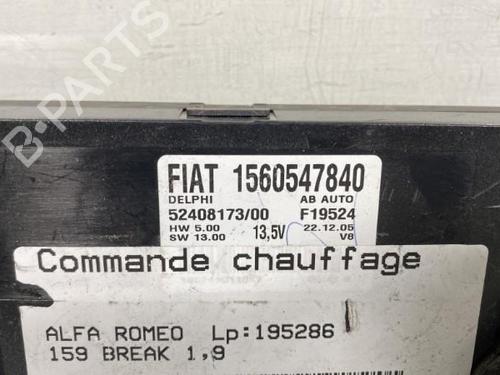 FIAT 1560547840
DELPHI AB AUTO
52408173/00 F19524
HW 5.00 13,5V 22.12.05
SW 13.00 V8
Commande chauffage
ALFA ROMEO Lp:195286
159 BREAK 1,9
B-PARTS